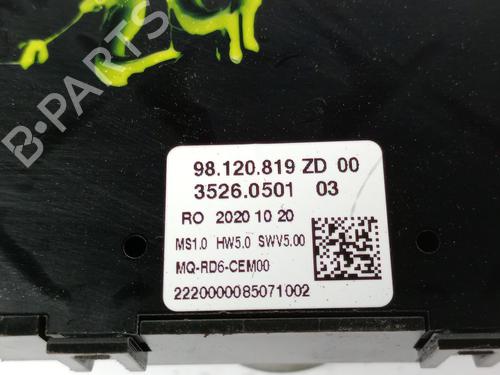 B-PARTS
98.120.819 ZD 00
3526.0501 03
RO 2020 10 20
MS1.0 HW5.0 SWV5.00
MQ-RD6-CEM00
2220000085071002